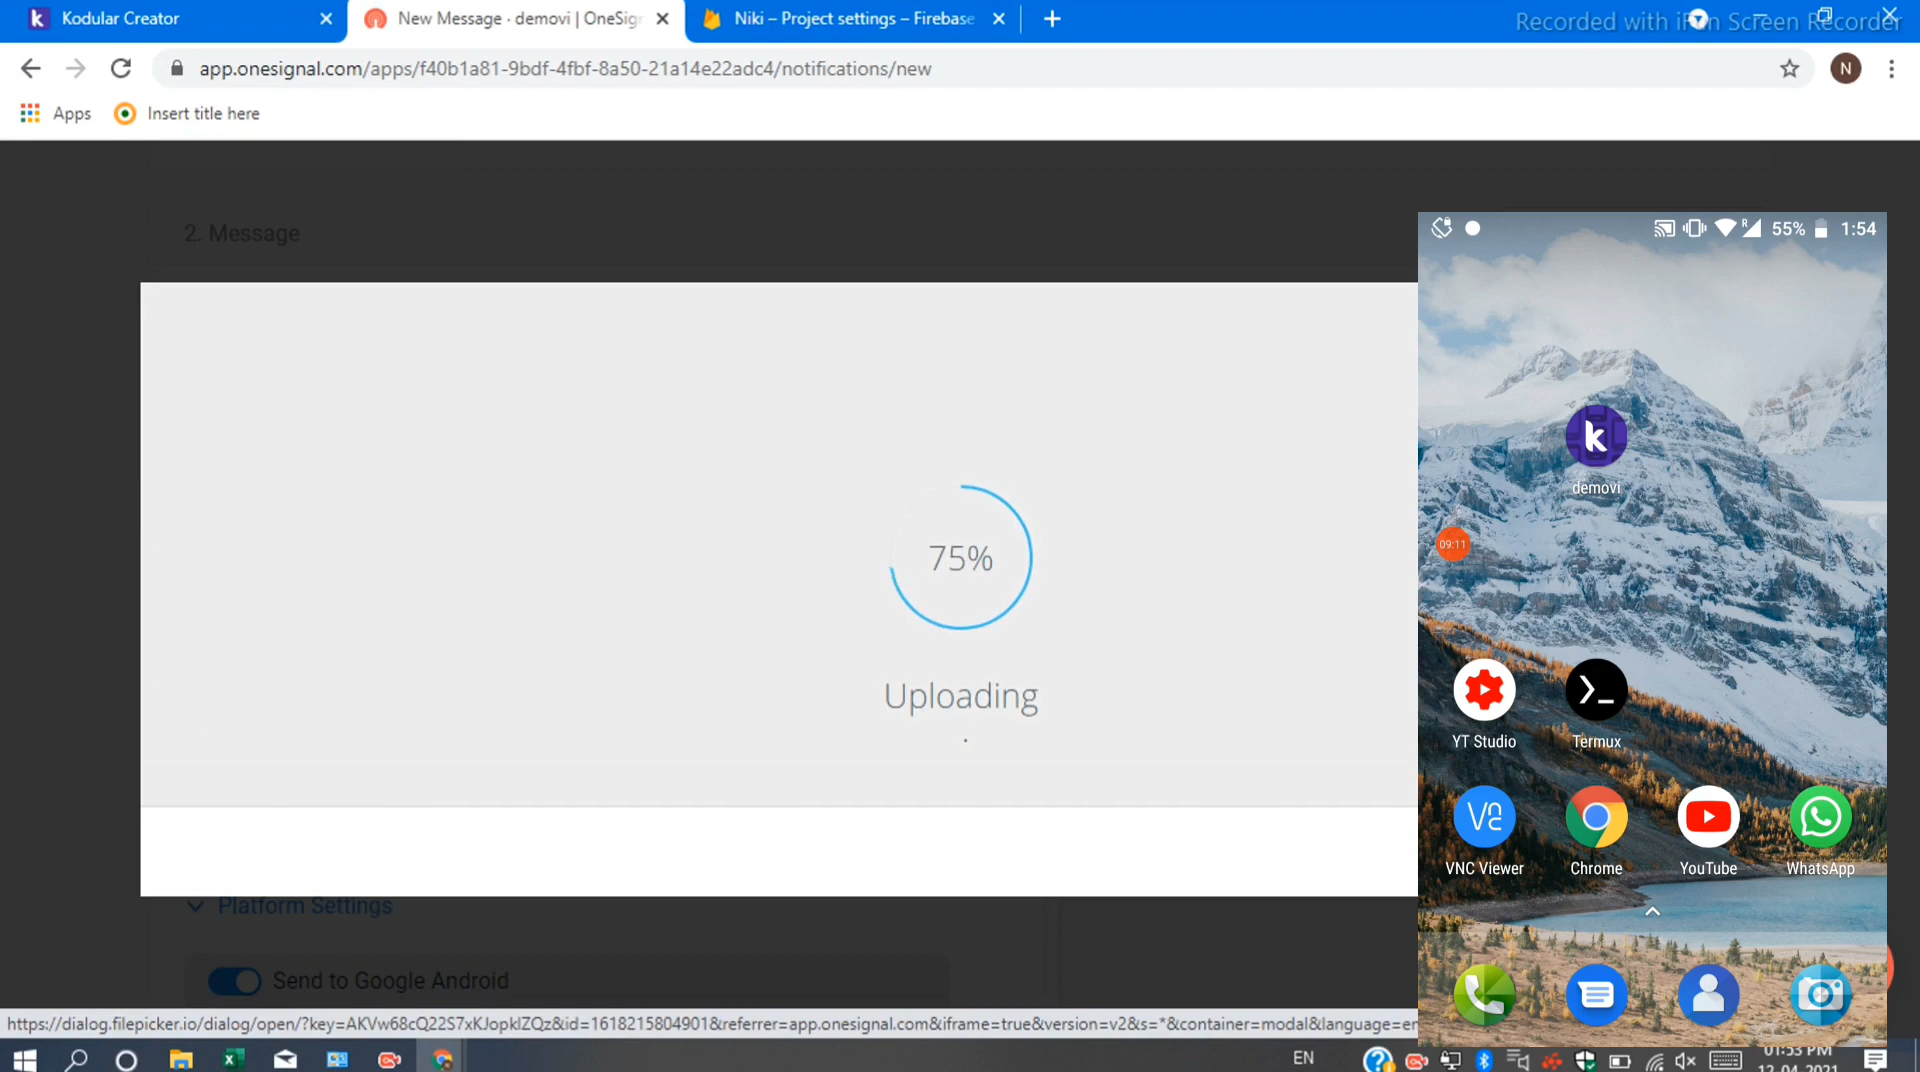 Kodular Creator
New Message · demovi | OneSig
Niki – Project settings – Firebase
Recorded with iFun Screen Recorder
app.onesignal.com/apps/f40b1a81-9bdf-4fbf-8a50-21a14e22adc4/notifications/new
N
Apps
Insert title here
2. Message
R
55%
1:54
k
demovi
09:11
75%
Uploading
YT Studio
Termux
VNC Viewer
Chrome
YouTube
WhatsApp
Platform Settings
Send to Google Android
https://dialog.filepicker.io/dialog/open/?key=AKVw68cQ22S7xKJopklZQz&id=1618215804901&referrer=app.onesignal.com&iframe=true&version=v2&s=*&container=modal&language=en
EN
01:53 PM
12-04-2021